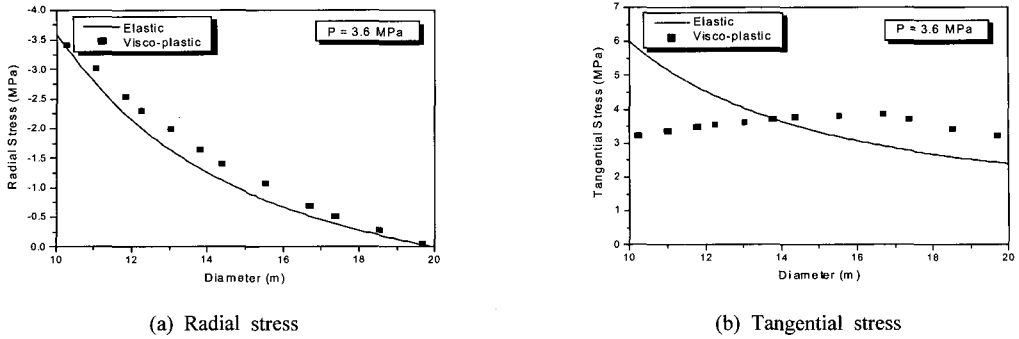 Elastic
Visco-plastic
P = 3.6 MPa
-4.0
-3.5
-3.0
-2.5
-2.0
-1.5
-1.0
-0.5
0.0
Radial Stress (MPa)
10
12
14
16
18
20
Diameter (m)
(a) Radial stress
Elastic
Visco-plastic
P = 3.6 MPa
7
6
5
4
3
2
1
0
Tangential Stress (MPa)
10
12
14
16
18
20
Diameter (m)
(b) Tangential stress